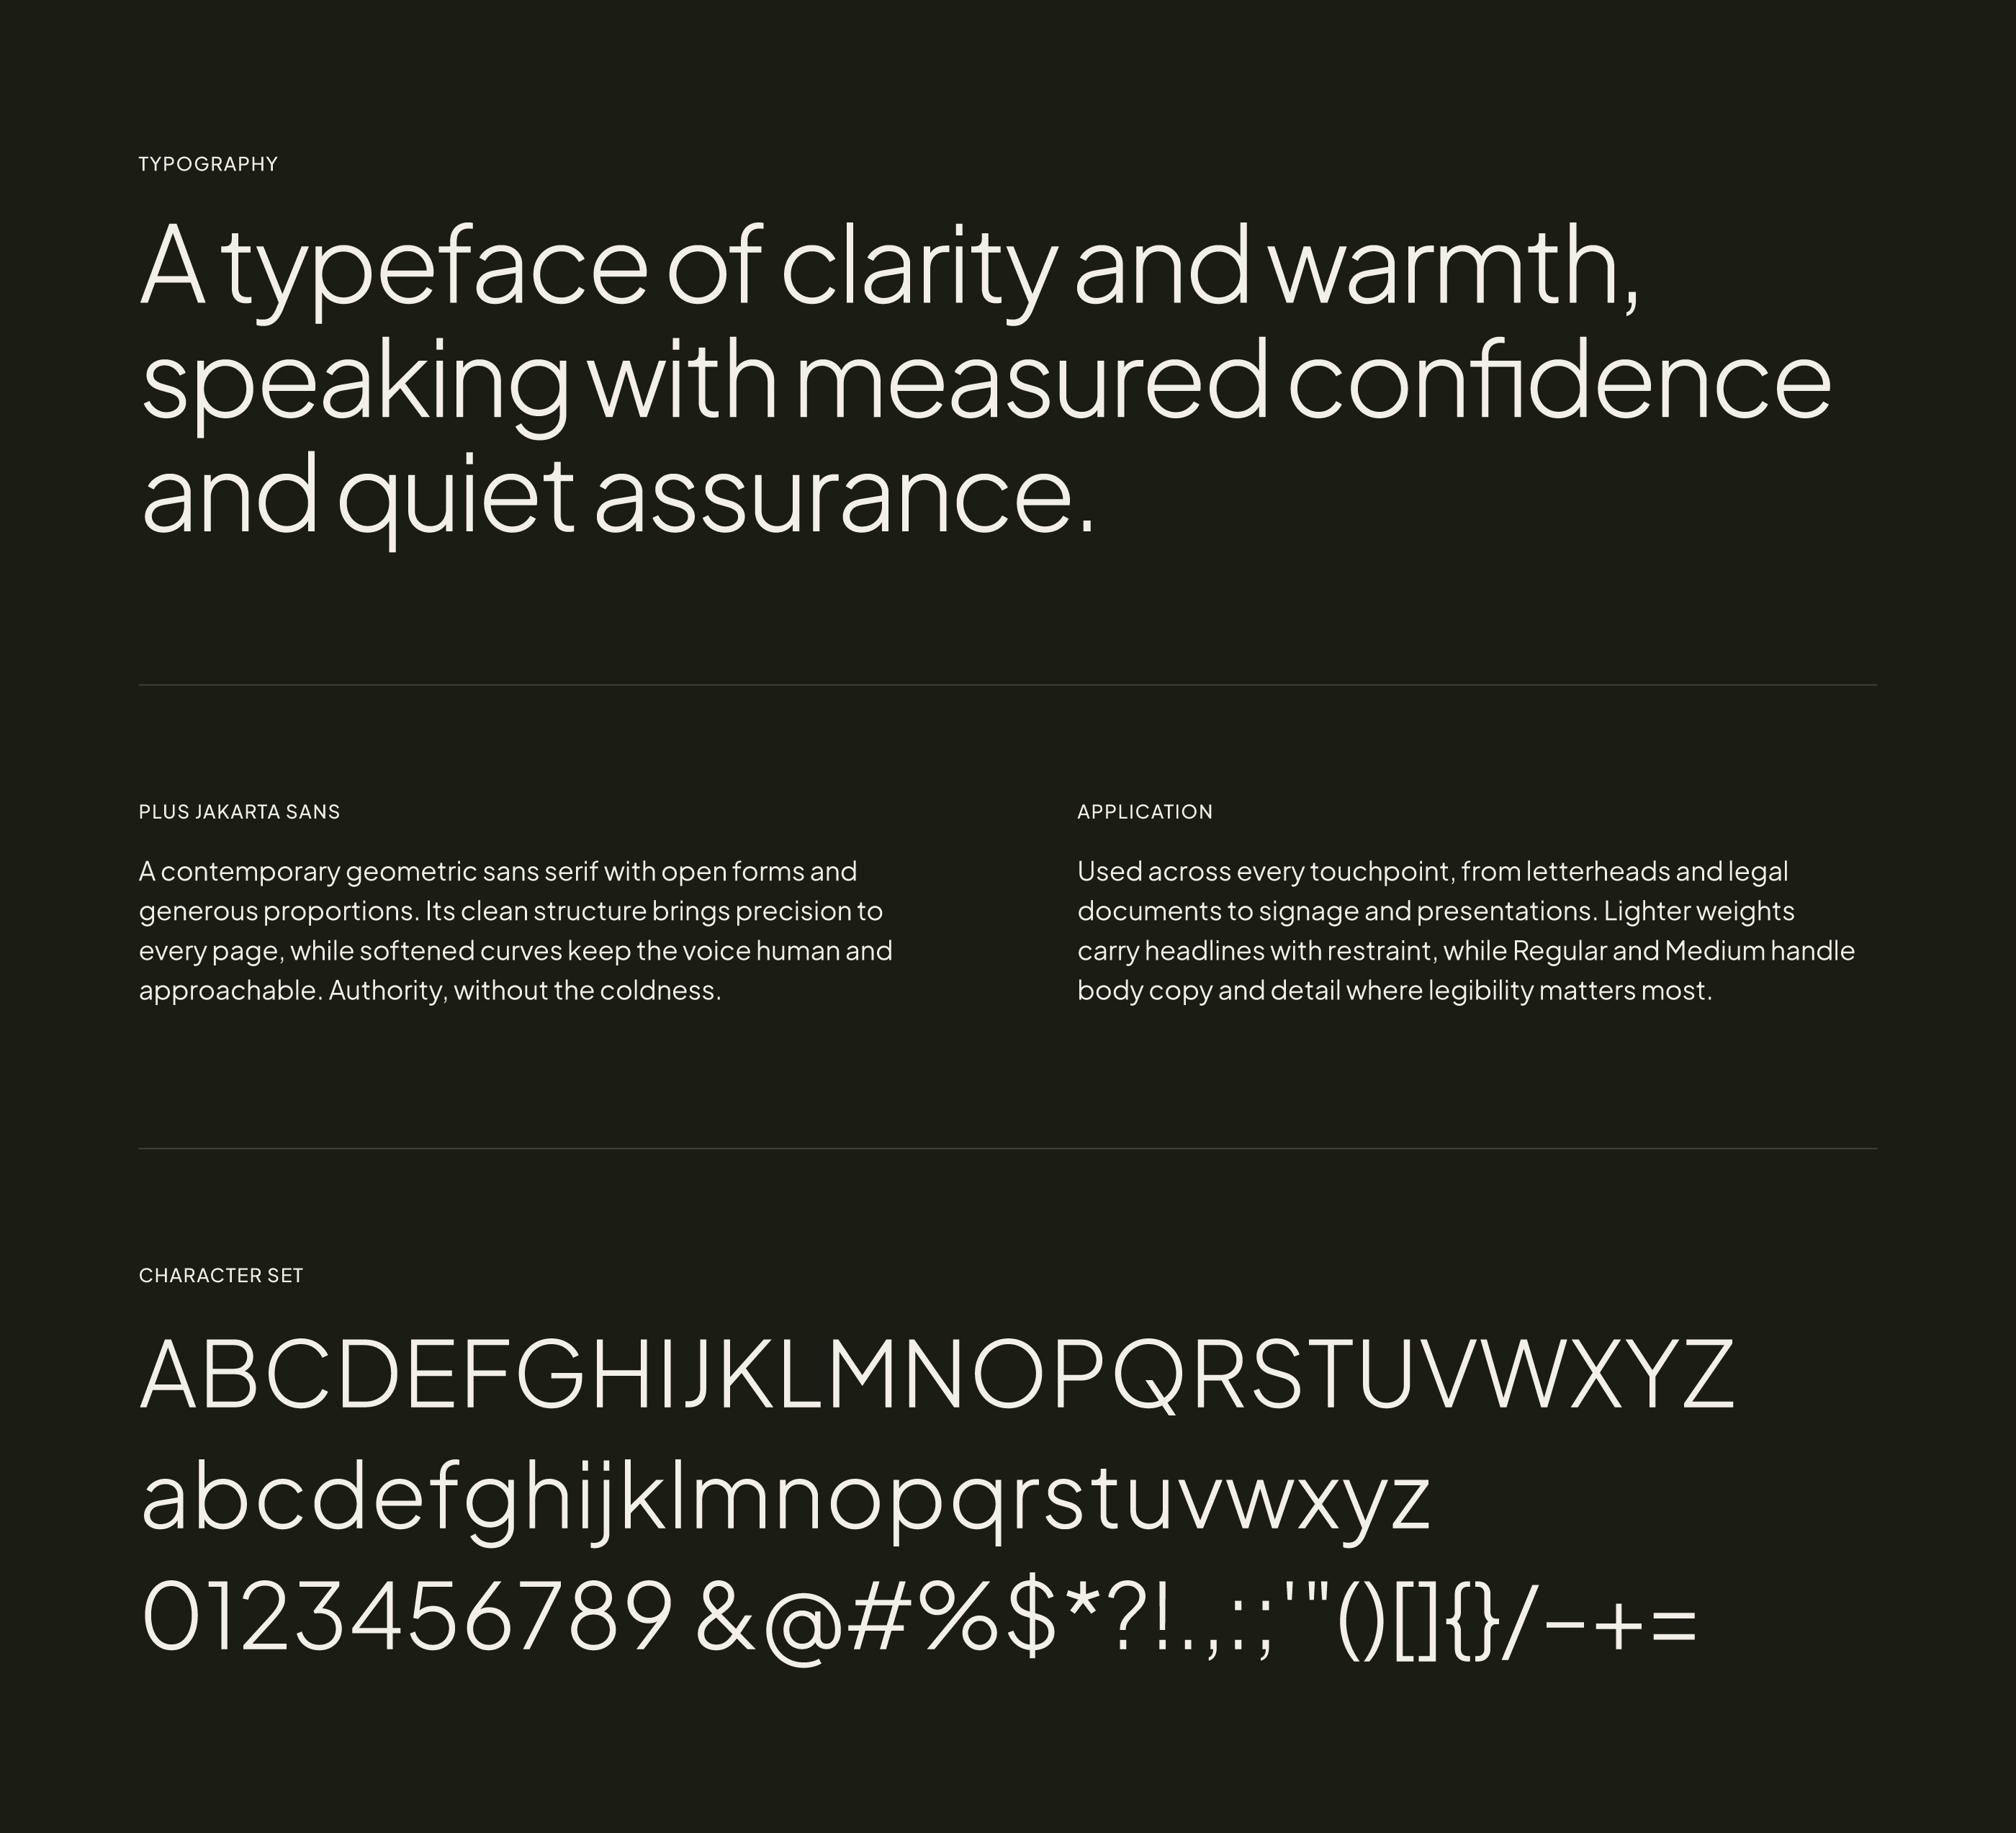 TYPOGRAPHY
A typeface of clarity and warmth,
speaking with measured confidence
and quiet assurance.
PLUS JAKARTA SANS
A contemporary geometric sans serif with open forms and
generous proportions. Its clean structure brings precision to
every page, while softened curves keep the voice human and
approachable. Authority, without the coldness.
APPLICATION
Used across every touchpoint, from letterheads and legal
documents to signage and presentations. Lighter weights
carry headlines with restraint, while Regular and Medium handle
body copy and detail where legibility matters most.
CHARACTER SET
ABCDEFGHIJKLMNOPQRSTUVWXYZ
abcdefghijklmnopqrstuvwxyz
0123456789 &@#%$*?!.,:;'"()[]{}/-+=